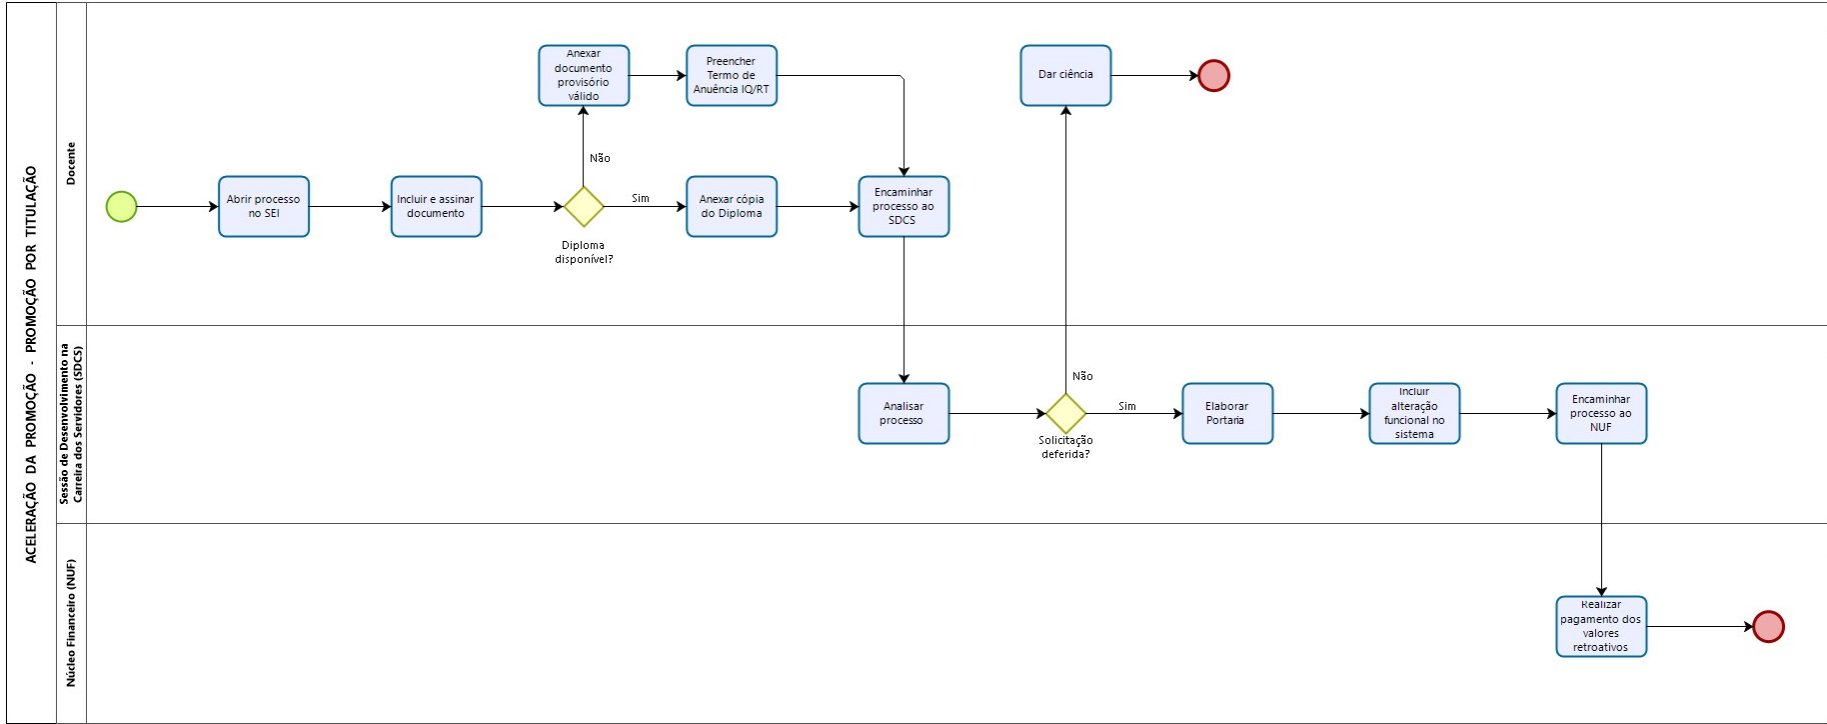 ACELERAÇÃO DA PROMOÇÃO - PROMOÇÃO POR TITULAÇÃO
Docente
Anexar
documento
provisório
válido
Preencher
Termo de
Anuência IQ/RT
Dar ciência
Não
Abrir processo
no SEI
Incluir e assinar
documento
Sim
Diploma
disponível?
Anexar cópia
do Diploma
Encaminhar
processo ao
SDCS
Sessão de Desenvolvimento na
Carreira dos Servidores (SDCS)
Analisar
processo
Não
Sim
Solicitação
deferida?
Elaborar
Portaria
Incluir
alteração
funcional no
sistema
Encaminhar
processo ao
NUF
Núcleo Financeiro (NUF)
Realizar
pagamento dos
valores
retroativos